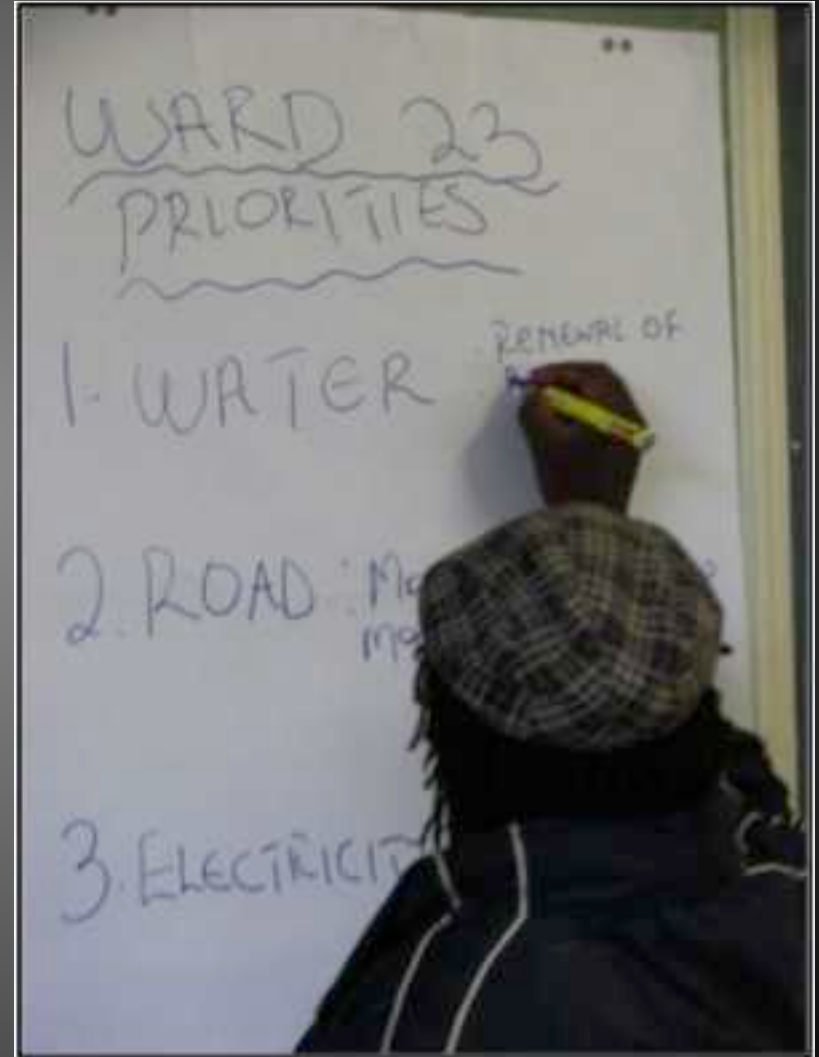 WARD 23
PRIORITIES
1. WATER : RENEWAL OF
2. ROAD :
3. ELECTRICIT